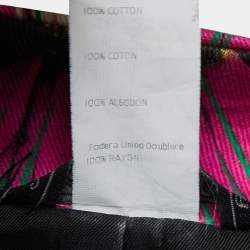 100% COTTON
100% COTON
100% ALGODON
Fodera Lining Doublure
100% RAYON